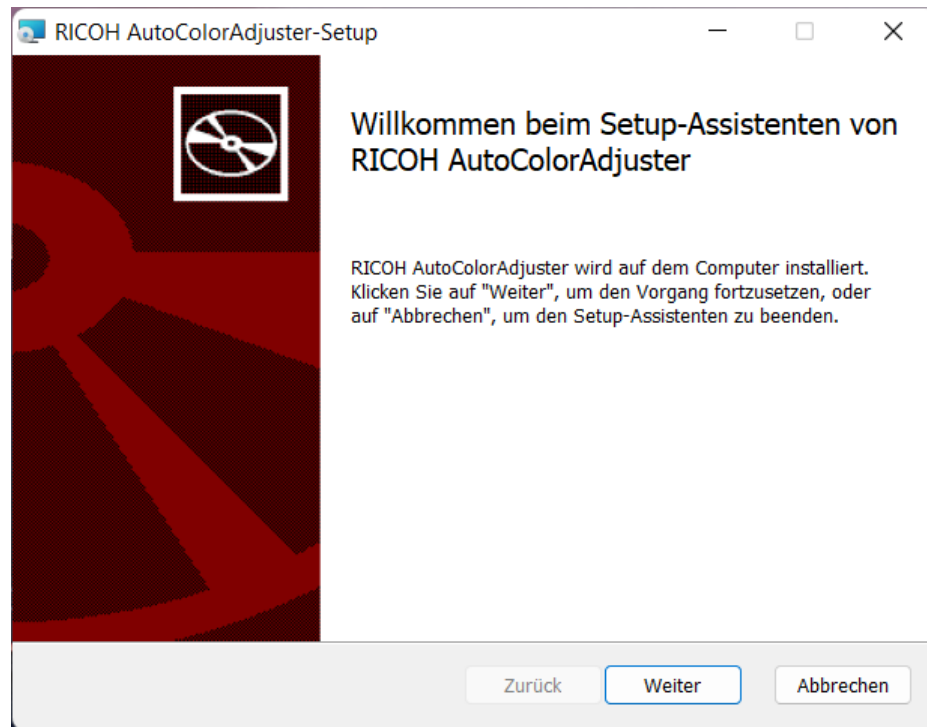 RICOH AutoColorAdjuster-Setup
Willkommen beim Setup-Assistenten von
RICOH AutoColorAdjuster
RICOH AutoColorAdjuster wird auf dem Computer installiert.
Klicken Sie auf "Weiter", um den Vorgang fortzusetzen, oder
auf "Abbrechen", um den Setup-Assistenten zu beenden.
Zurück Weiter Abbrechen